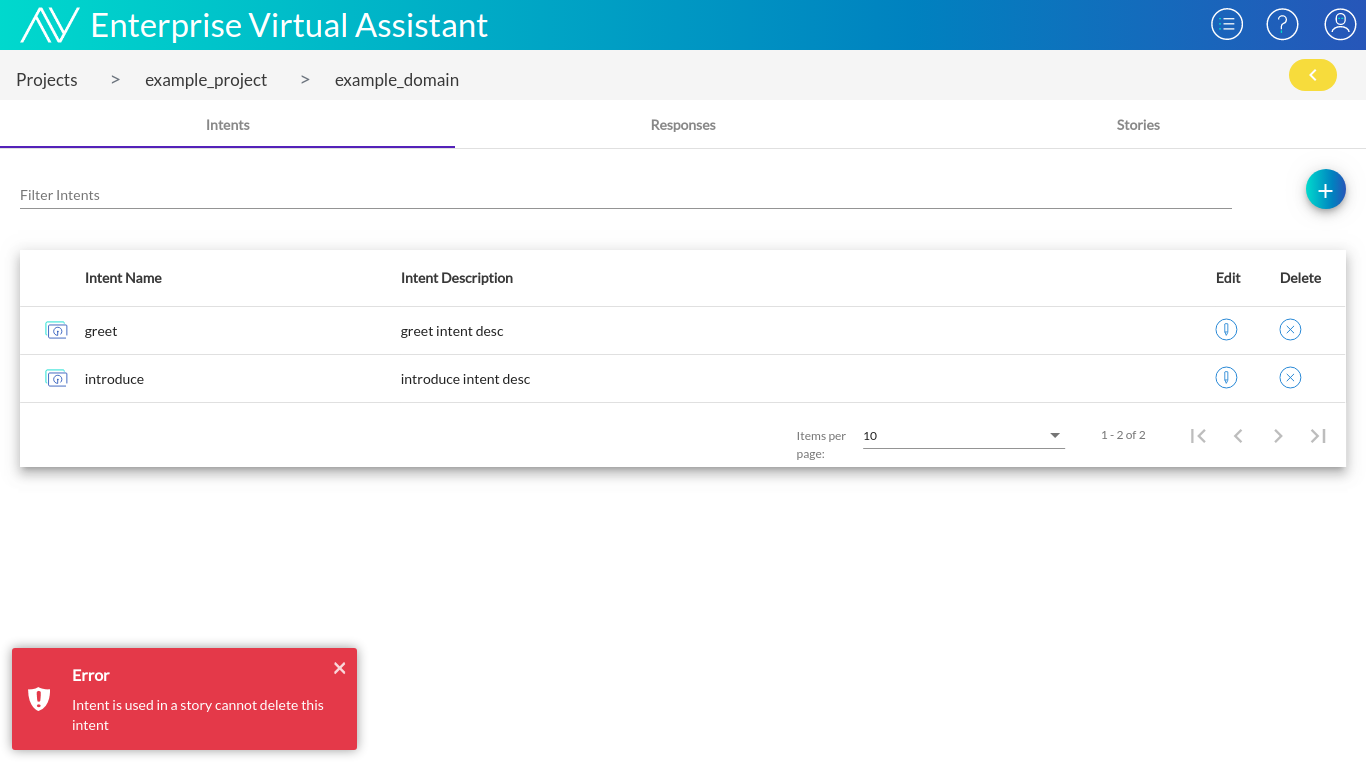 Enterprise Virtual Assistant
Projects > example_project > example_domain
Intents Responses Stories
Filter Intents
Intent Name Intent Description Edit Delete
greet greet intent desc
introduce introduce intent desc
Items per page: 10 1 - 2 of 2
Error
Intent is used in a story cannot delete this
intent